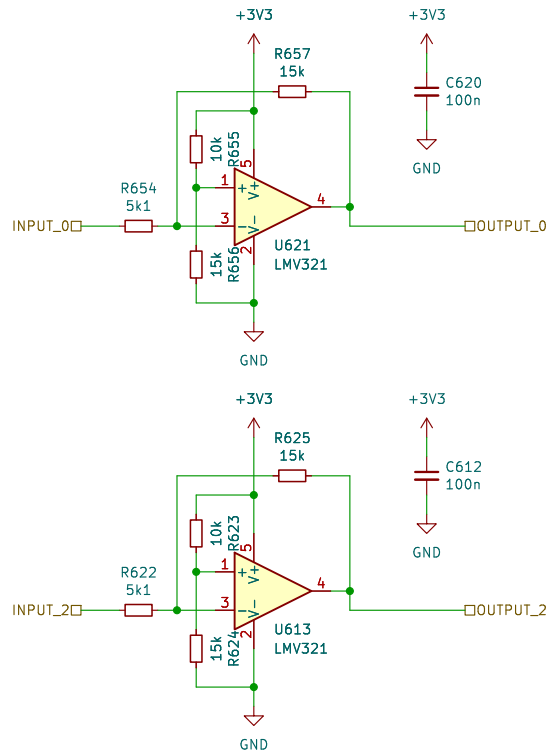 +3V3
+3V3
R657
15k
C620
100n
GND
10k
R655
5
1
+
V+
R654
5k1
4
INPUT_0
3
-
V-
OUTPUT_0
2
U621
LMV321
15k
R656
GND
+3V3
+3V3
R625
15k
C612
100n
GND
10k
R623
5
1
+
V+
R622
5k1
4
INPUT_2
3
-
V-
OUTPUT_2
2
U613
LMV321
15k
R624
GND